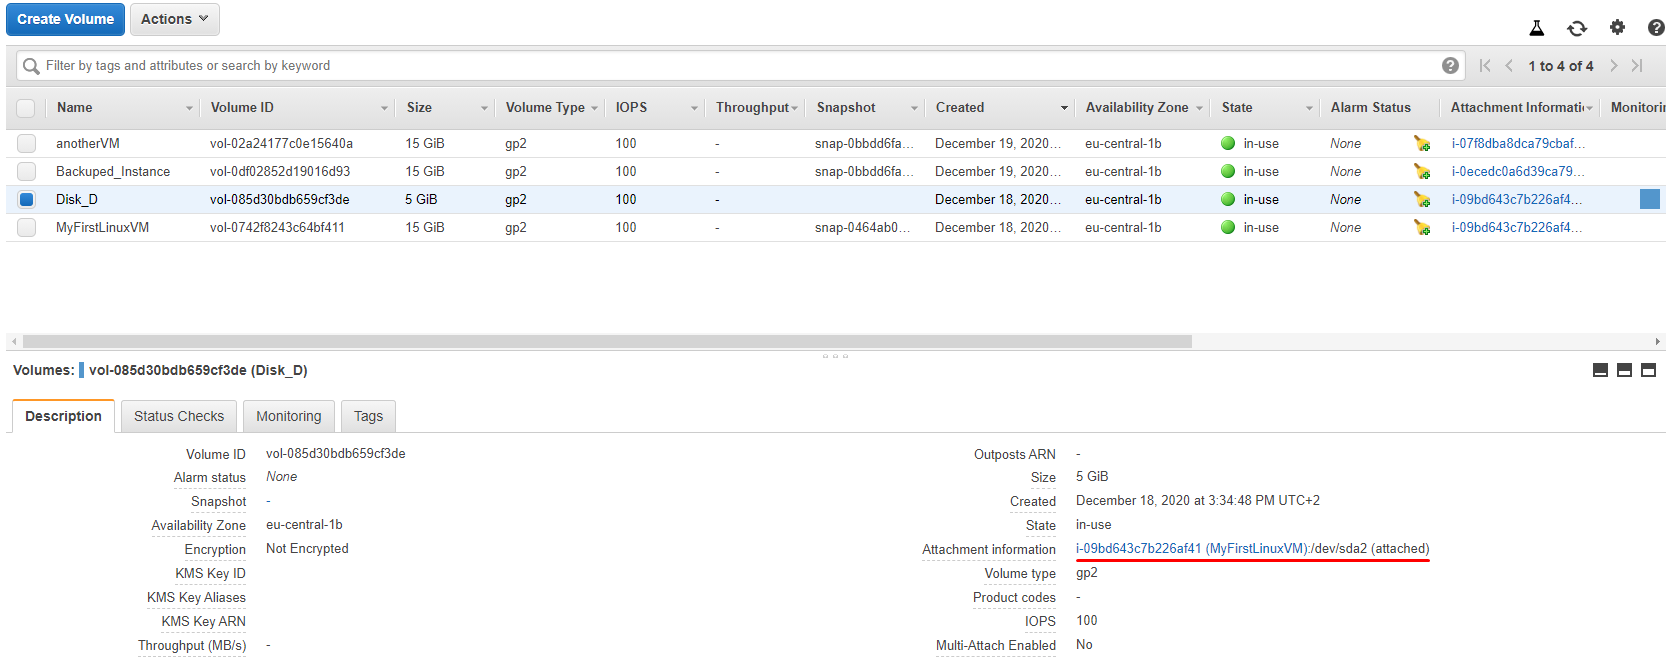 Create Volume Actions
Filter by tags and attributes or search by keyword 1 to 4 of 4
Name Volume ID Size Volume Type IOPS Throughput Snapshot Created Availability Zone State Alarm Status Attachment Informati Monitorin
anotherVM vol-02a24177c0e15640a 15 GiB gp2 100 - snap-0bbdd6fa... December 19, 2020... eu-central-1b in-use None i-07f8dba8dca79cbaf...
Backuped_Instance vol-0df02852d19016d93 15 GiB gp2 100 - snap-0bbdd6fa... December 19, 2020... eu-central-1b in-use None i-0ecedc0a6d39ca79...
Disk_D vol-085d30bdb659cf3de 5 GiB gp2 100 - December 18, 2020... eu-central-1b in-use None i-09bd643c7b226af4...
MyFirstLinuxVM vol-0742f8243c64bf411 15 GiB gp2 100 - snap-0464ab0... December 18, 2020... eu-central-1b in-use None i-09bd643c7b226af4...
Volumes: vol-085d30bdb659cf3de (Disk_D)
Description Status Checks Monitoring Tags
Volume ID vol-085d30bdb659cf3de
Alarm status None
Snapshot -
Availability Zone eu-central-1b
Encryption Not Encrypted
KMS Key ID
KMS Key Aliases
KMS Key ARN
Throughput (MB/s) -
Outposts ARN -
Size 5 GiB
Created December 18, 2020 at 3:34:48 PM UTC+2
State in-use
Attachment information i-09bd643c7b226af41 (MyFirstLinuxVM):/dev/sda2 (attached)
Volume type gp2
Product codes -
IOPS 100
Multi-Attach Enabled No